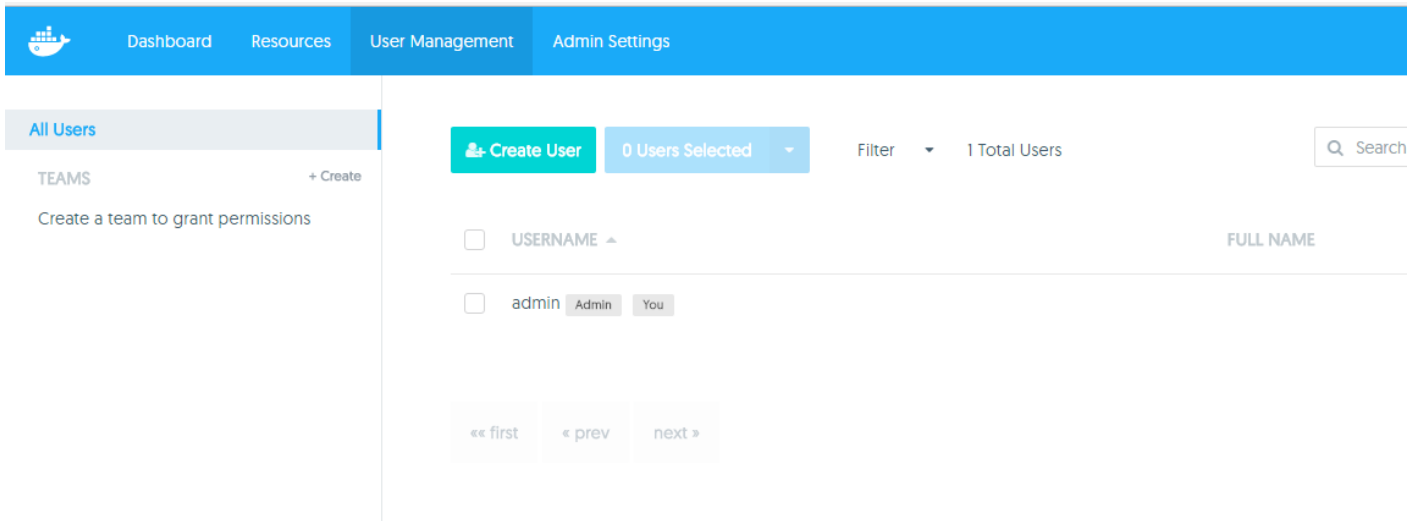 Dashboard Resources User Management Admin Settings
All Users
TEAMS + Create
Create a team to grant permissions
Create User 0 Users Selected Filter 1 Total Users Search
USERNAME FULL NAME
admin Admin You
«« first « prev next »